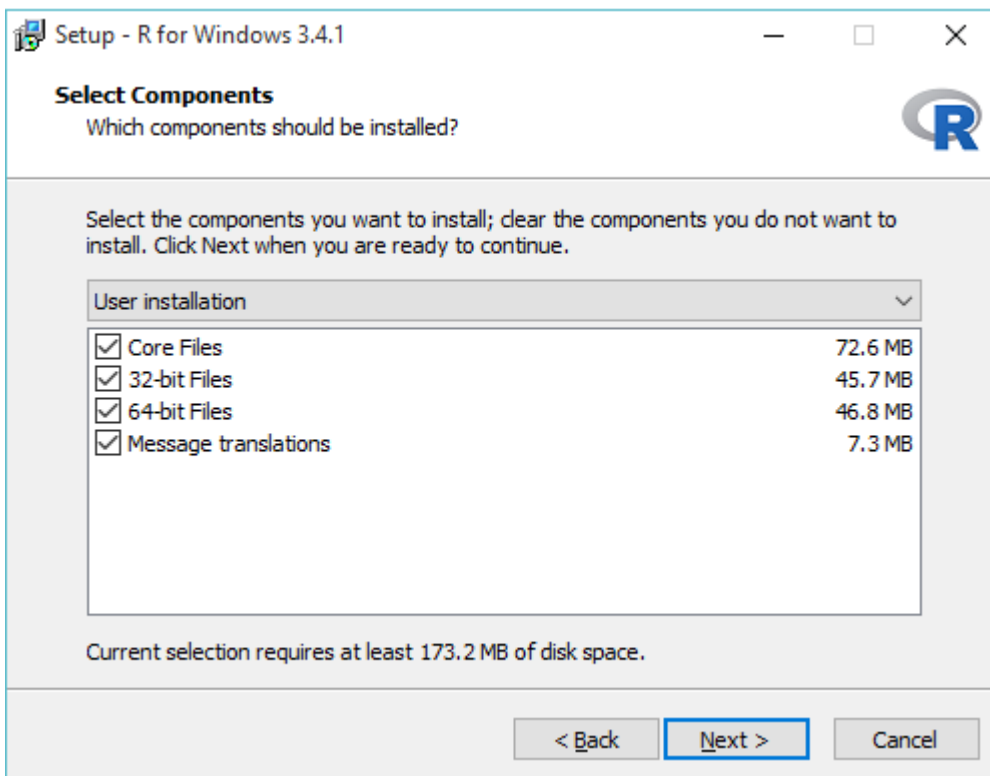 Setup - R for Windows 3.4.1
Select Components
Which components should be installed?
R
Select the components you want to install; clear the components you do not want to
install. Click Next when you are ready to continue.
User installation
Core Files 72.6 MB
32-bit Files 45.7 MB
64-bit Files 46.8 MB
Message translations 7.3 MB
Current selection requires at least 173.2 MB of disk space.
< Back Next > Cancel